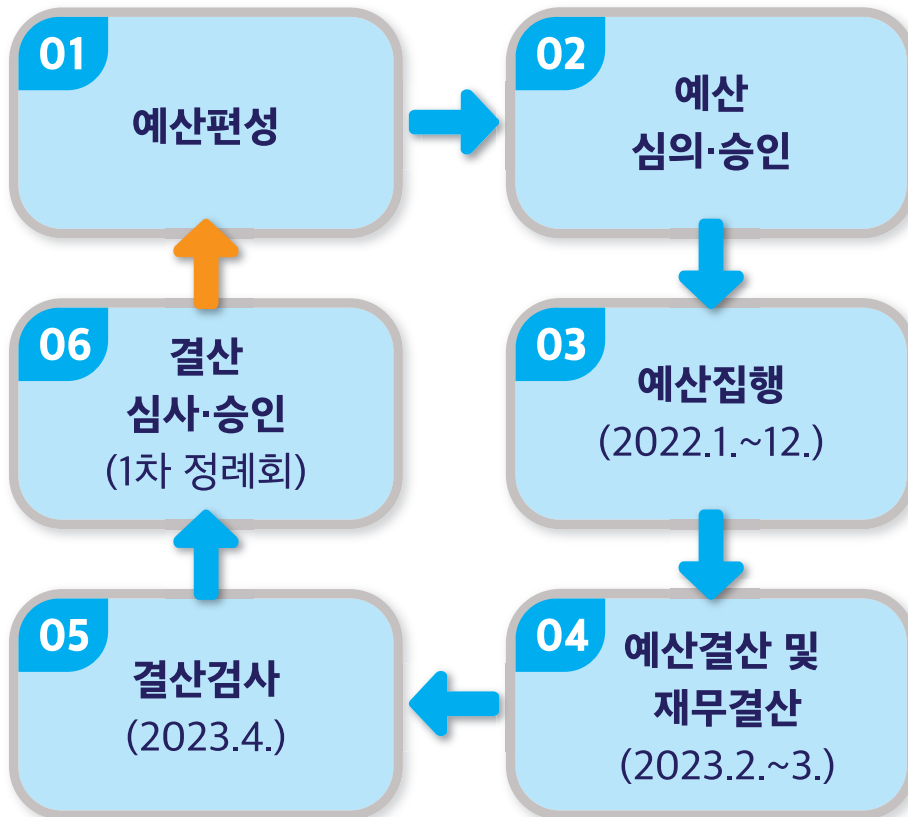 01
예산편성
02
예산
심의·승인
03
예산집행
(2022.1.~12.)
04
예산결산 및
재무결산
(2023.2.~3.)
05
결산검사
(2023.4.)
06
결산
심사·승인
(1차 정례회)